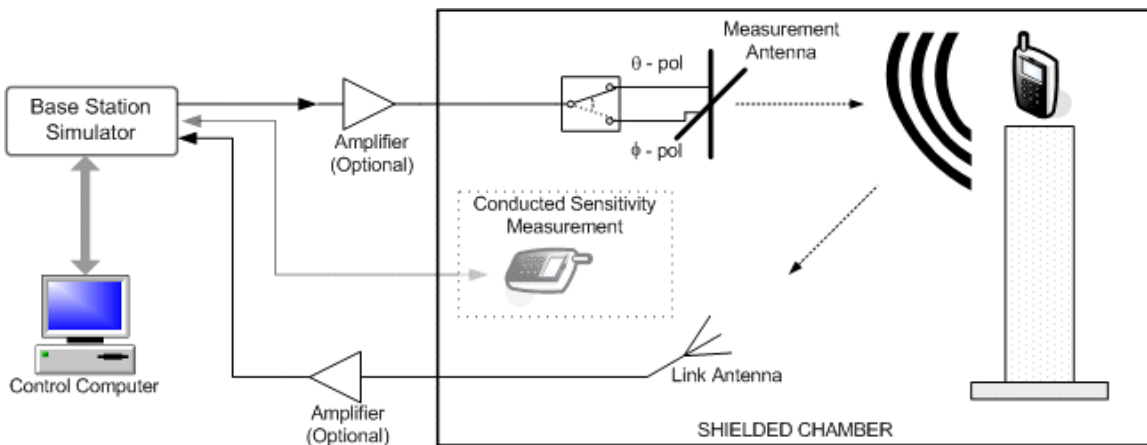 Measurement
Antenna
θ - pol
Base Station
Simulator
Amplifier
(Optional)
ϕ - pol
Conducted Sensitivity
Measurement
Control Computer
Link Antenna
Amplifier
(Optional)
SHIELDED CHAMBER